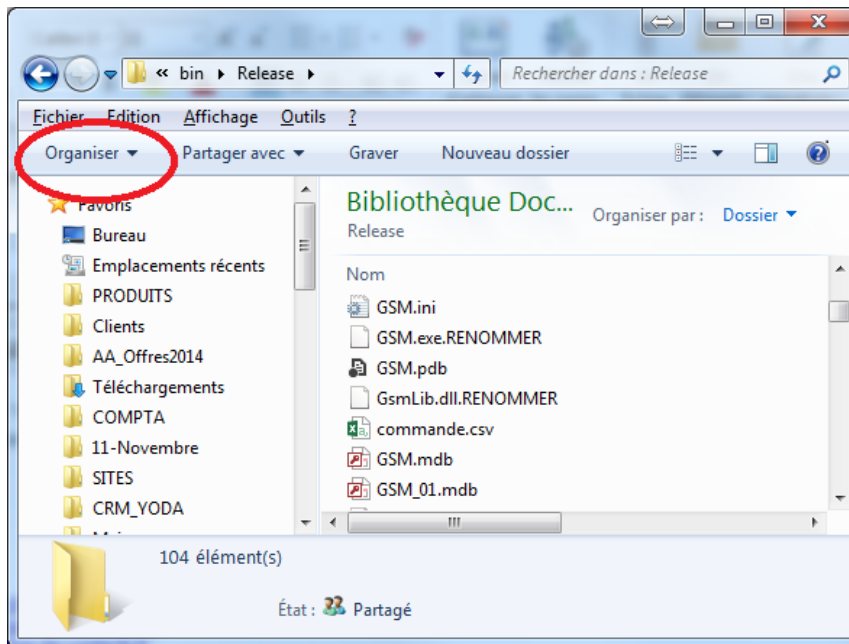 « bin Release
Rechercher dans : Release
Fichier Edition Affichage Outils ?
Organiser Partager avec Graver Nouveau dossier
Favoris
Bureau
Emplacements récents
PRODUITS
Clients
AA_Offres2014
Téléchargements
COMPTA
11-Novembre
SITES
CRM_YODA
Bibliothèque Doc...
Release
Organiser par : Dossier
Nom
GSM.ini
GSM.exe.RENOMMER
GSM.pdb
GsmLib.dll.RENOMMER
commande.csv
GSM.mdb
GSM_01.mdb
104 élément(s)
État : Partagé